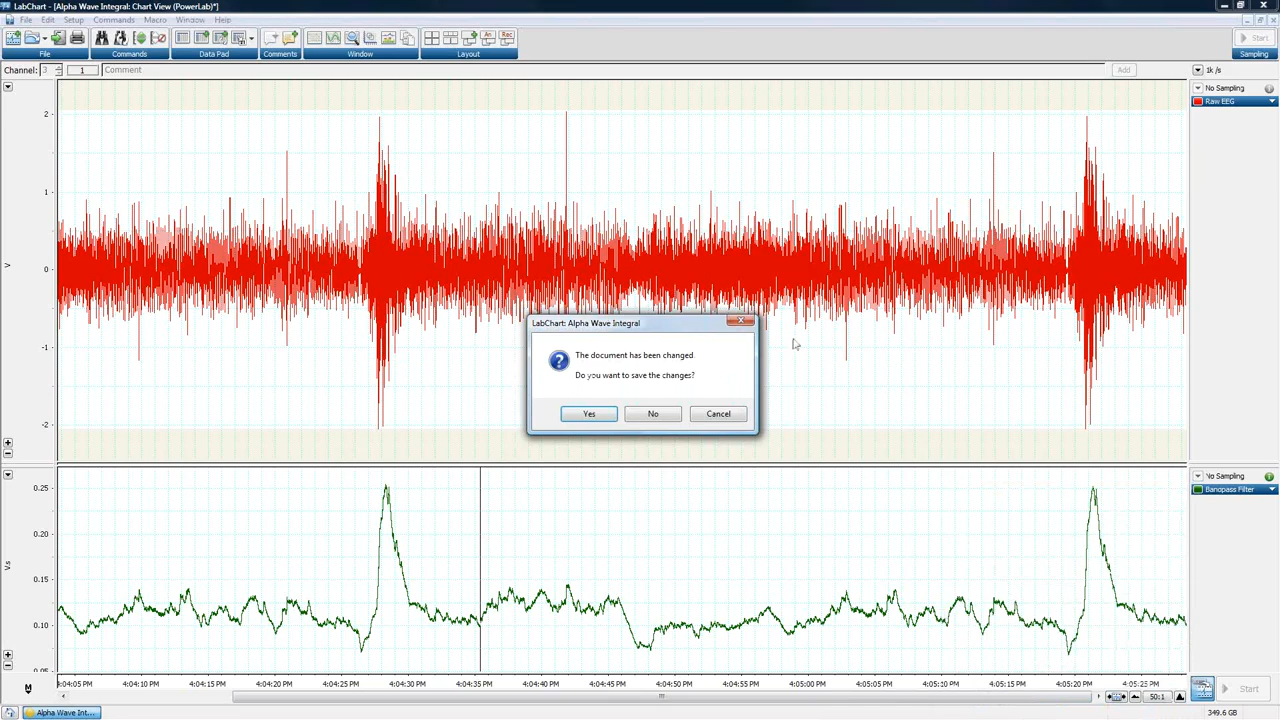 LabChart - [Alpha Wave Integral: Chart View (PowerLab)*]
File Edit Setup Commands Macro Window Help
File Commands Data Pad Comments Window Layout Start Sampling
Channel: 3 1 Comment Add 1k /s
No Sampling
Raw EEG
2
1
V 0
-1
-2
LabChart: Alpha Wave Integral
The document has been changed.
Do you want to save the changes?
Yes No Cancel
No Sampling
Bandpass Filter
0.25
0.20
V.s
0.15
0.10
0.05
4:04:05 PM 4:04:10 PM 4:04:15 PM 4:04:20 PM 4:04:25 PM 4:04:30 PM 4:04:35 PM 4:04:40 PM 4:04:45 PM 4:04:50 PM 4:04:55 PM 4:05:00 PM 4:05:05 PM 4:05:10 PM 4:05:15 PM 4:05:20 PM 4:05:25 PM
50:1 Start
Alpha Wave Int... 349.6 GB